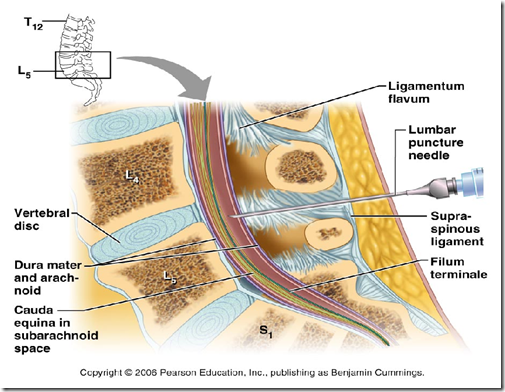 T12
L5
Ligamentum
flavum
Lumbar
puncture
needle
L4
Vertebral
disc
Supra-
spinous
ligament
Dura mater
and arach-
noid
L5
Filum
terminale
Cauda
equina in
subarachnoid
space
S1
Copyright © 2006 Pearson Education, Inc., publishing as Benjamin Cummings.